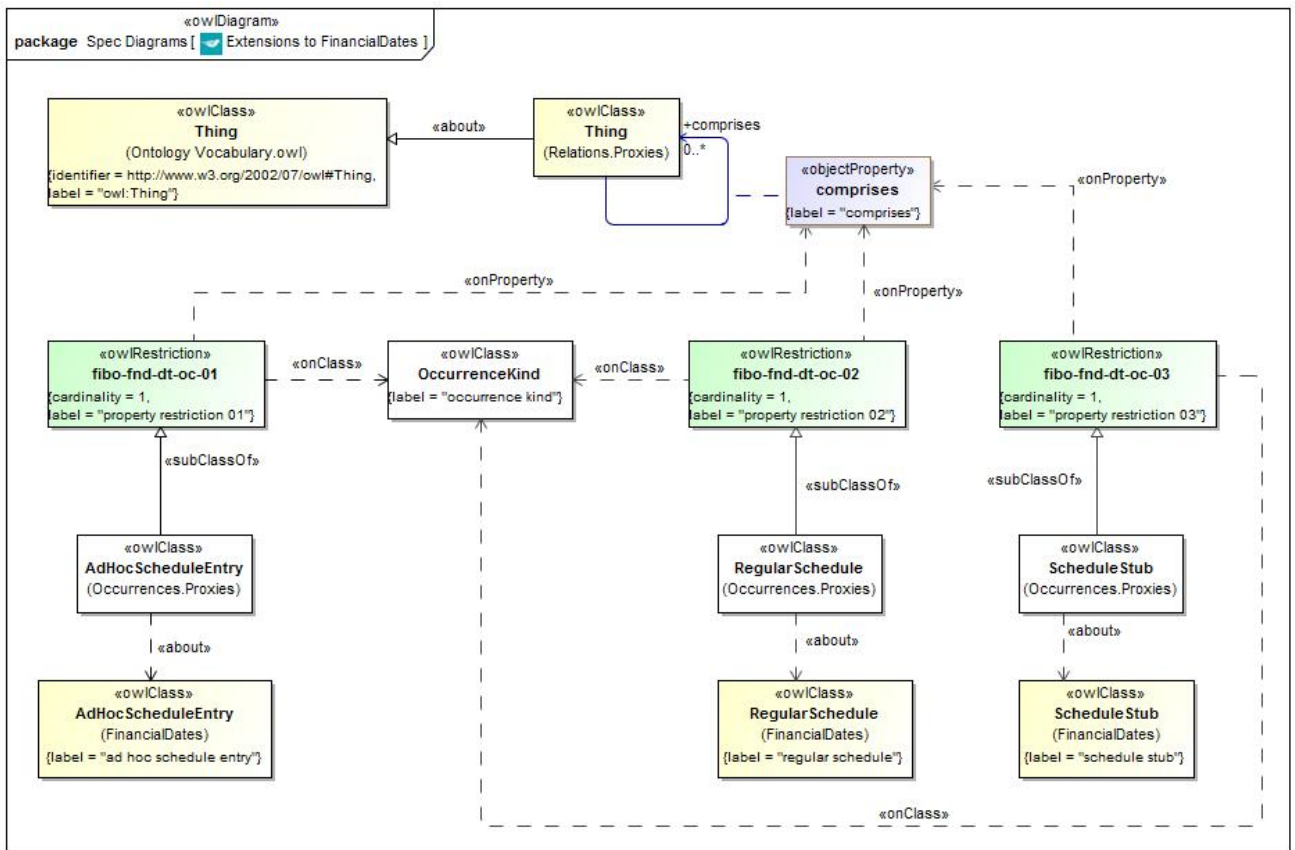 «owlDiagram»
package Spec Diagrams [ Extensions to FinancialDates ]
«owlClass»
Thing
(Ontology Vocabulary.owl)
{identifier = http://www.w3.org/2002/07/owl#Thing,
label = "owl:Thing"}
«about»
«owlClass»
Thing
(Relations.Proxies)
+comprises
0..*
«objectProperty»
comprises
{label = "comprises"}
«onProperty»
«onProperty»
«onProperty»
«owlRestriction»
fibo-fnd-dt-oc-01
{cardinality = 1,
label = "property restriction 01"}
«onClass»
«owlClass»
OccurrenceKind
{label = "occurrence kind"}
«onClass»
«owlRestriction»
fibo-fnd-dt-oc-02
{cardinality = 1,
label = "property restriction 02"}
«owlRestriction»
fibo-fnd-dt-oc-03
{cardinality = 1,
label = "property restriction 03"}
«subClassOf»
«subClassOf»
«subClassOf»
«owlClass»
AdHocScheduleEntry
(Occurrences.Proxies)
«owlClass»
RegularSchedule
(Occurrences.Proxies)
«owlClass»
ScheduleStub
(Occurrences.Proxies)
«about»
«about»
«about»
«owlClass»
AdHocScheduleEntry
(FinancialDates)
{label = "ad hoc schedule entry"}
«owlClass»
RegularSchedule
(FinancialDates)
{label = "regular schedule"}
«owlClass»
ScheduleStub
(FinancialDates)
{label = "schedule stub"}
«onClass»